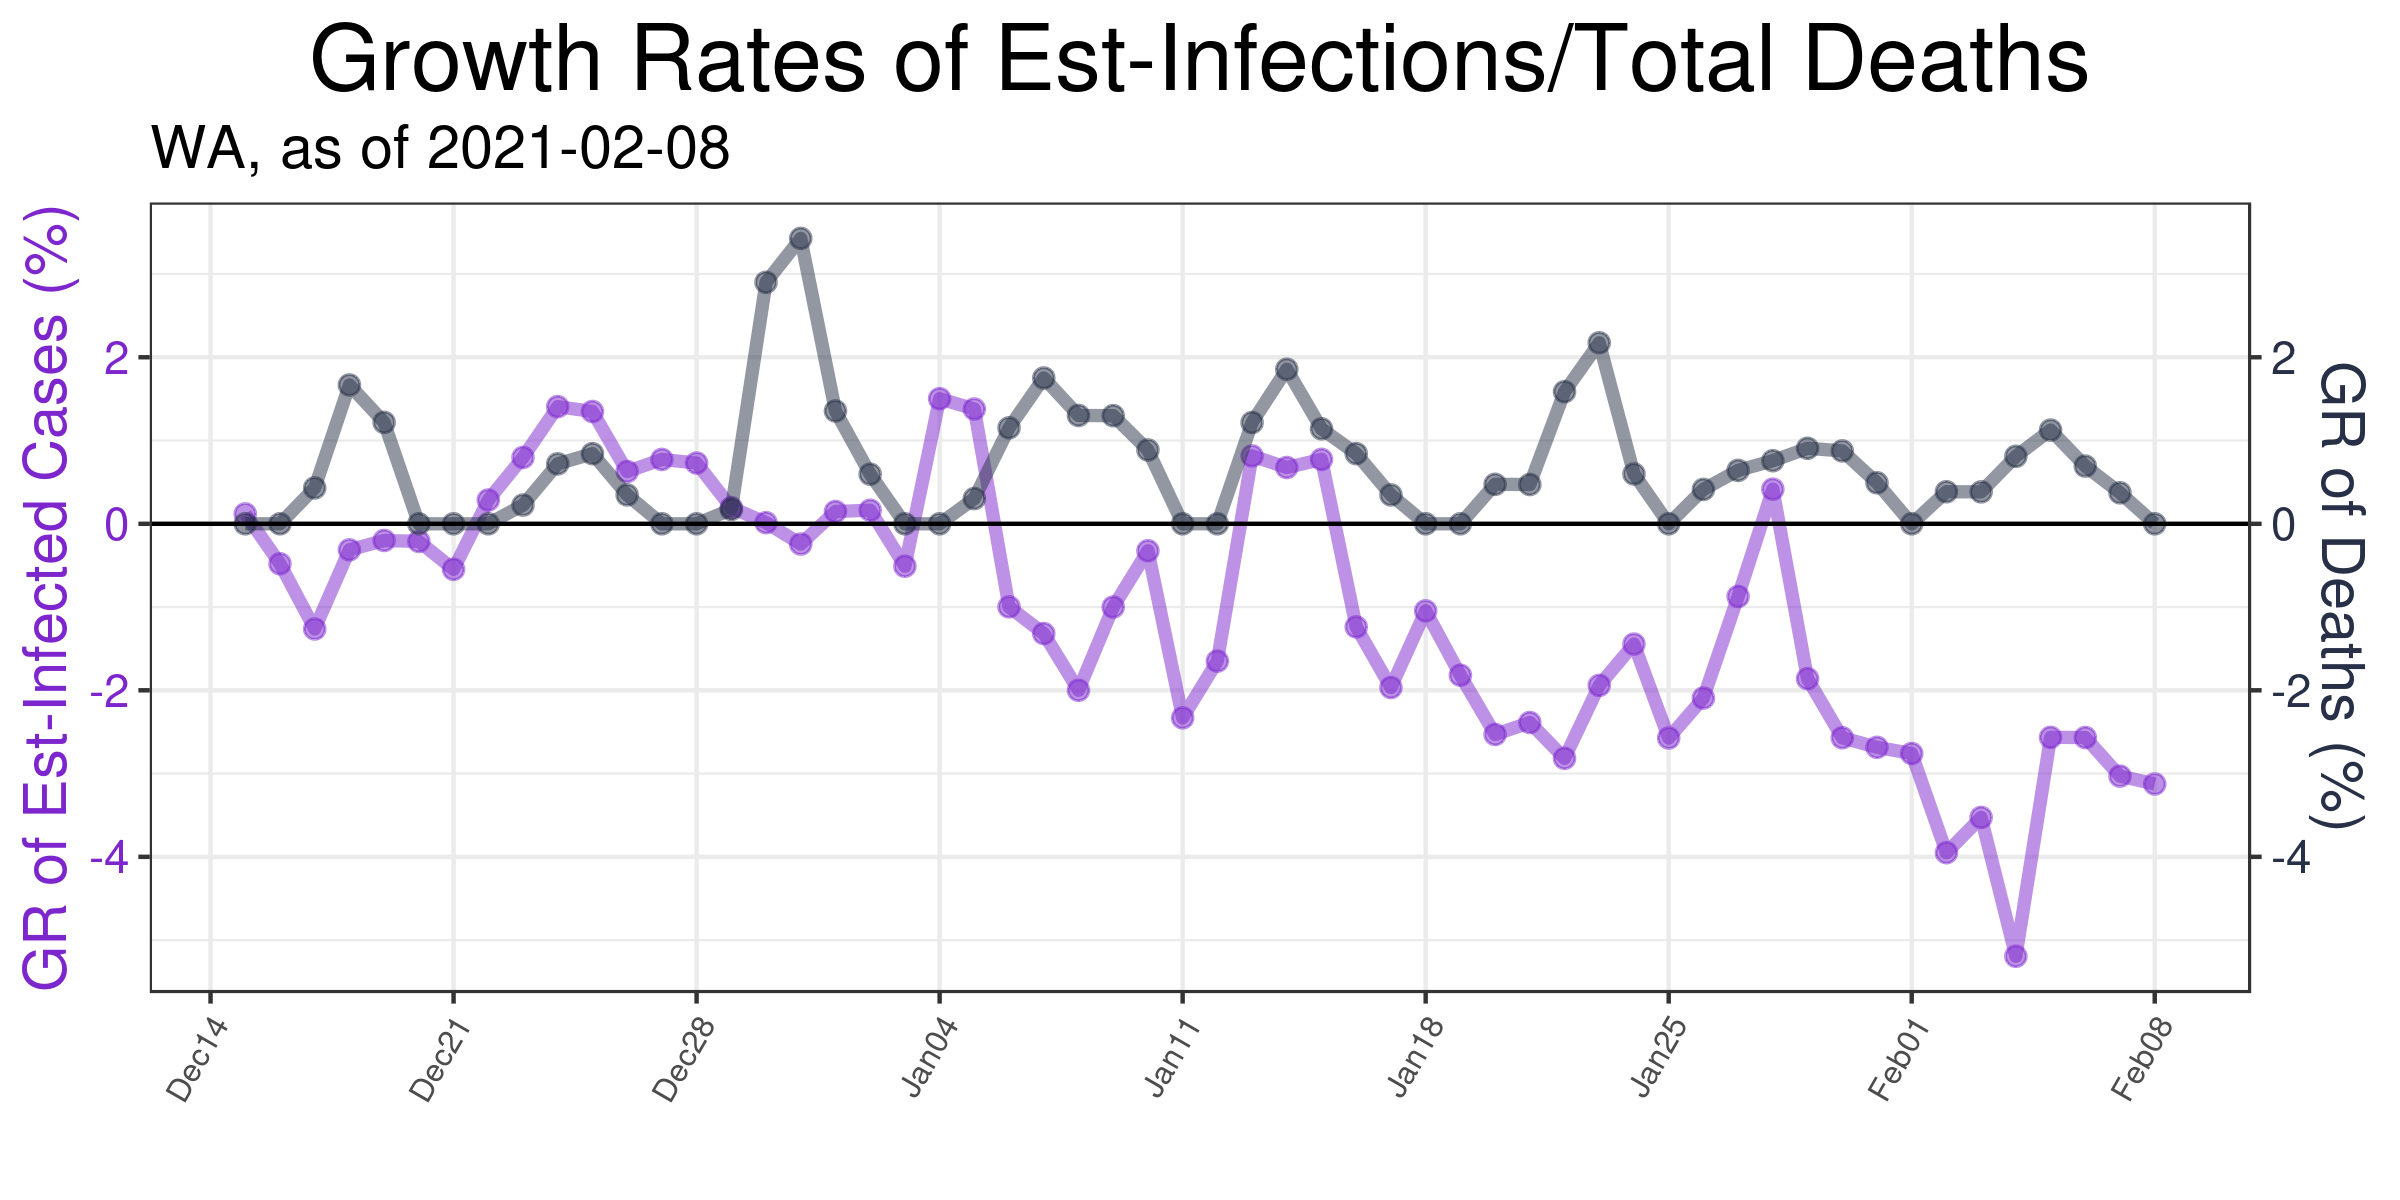 Growth Rates of Est-Infections/Total Deaths
WA, as of 2021-02-08
GR of Est-Infected Cases (%)
2
0
-2
-4
2
0
-2
-4
GR of Deaths (%)
Dec14
Dec21
Dec28
Jan04
Jan11
Jan18
Jan25
Feb01
Feb08